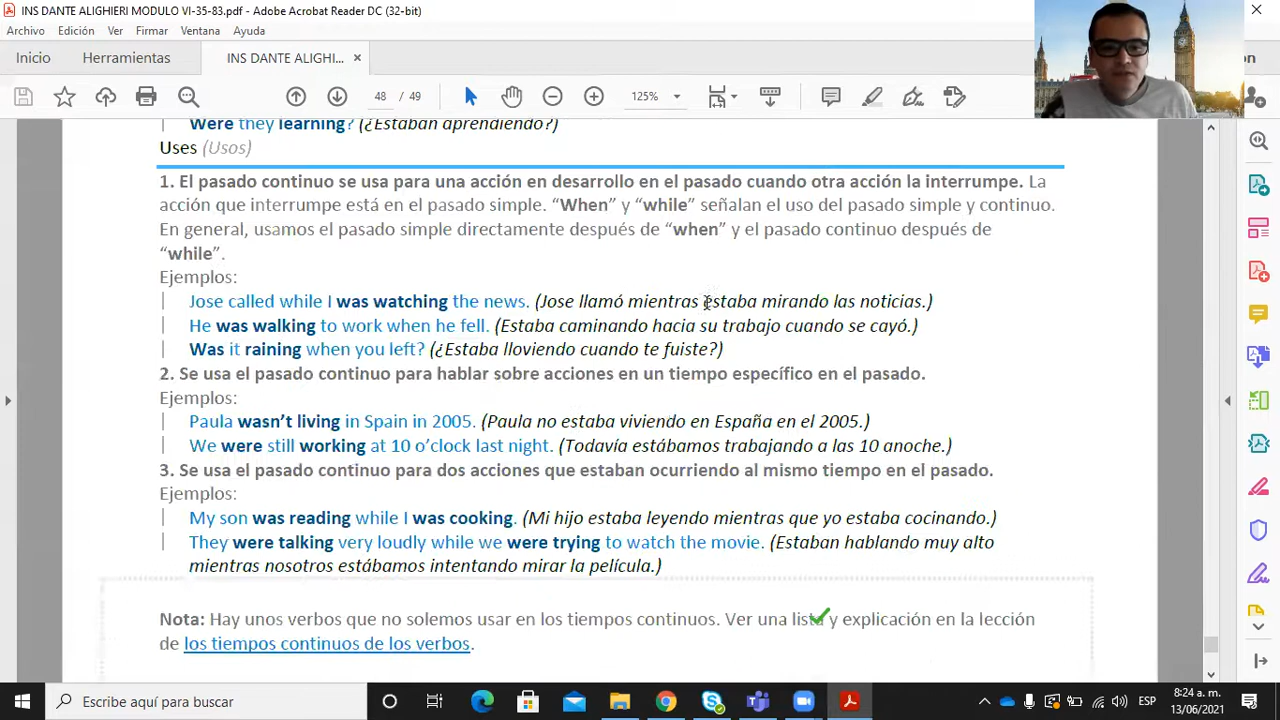 INS DANTE ALIGHIERI MODULO VI-35-83.pdf - Adobe Acrobat Reader DC (32-bit)
Archivo Edición Ver Firmar Ventana Ayuda
Inicio Herramientas INS DANTE ALIGHI...
48 / 49 125%
Were they learning? (¿Estaban aprendiendo?)
Uses (Usos)
1. El pasado continuo se usa para una acción en desarrollo en el pasado cuando otra acción la interrumpe. La
acción que interrumpe está en el pasado simple. “When” y “while” señalan el uso del pasado simple y continuo.
En general, usamos el pasado simple directamente después de “when” y el pasado continuo después de
“while”.
Ejemplos:
Jose called while I was watching the news. (Jose llamó mientras estaba mirando las noticias.)
He was walking to work when he fell. (Estaba caminando hacia su trabajo cuando se cayó.)
Was it raining when you left? (¿Estaba lloviendo cuando te fuiste?)
2. Se usa el pasado continuo para hablar sobre acciones en un tiempo específico en el pasado.
Ejemplos:
Paula wasn’t living in Spain in 2005. (Paula no estaba viviendo en España en el 2005.)
We were still working at 10 o’clock last night. (Todavía estábamos trabajando a las 10 anoche.)
3. Se usa el pasado continuo para dos acciones que estaban ocurriendo al mismo tiempo en el pasado.
Ejemplos:
My son was reading while I was cooking. (Mi hijo estaba leyendo mientras que yo estaba cocinando.)
They were talking very loudly while we were trying to watch the movie. (Estaban hablando muy alto
mientras nosotros estábamos intentando mirar la película.)
Nota: Hay unos verbos que no solemos usar en los tiempos continuos. Ver una lista y explicación en la lección
de los tiempos continuos de los verbos.
Escribe aquí para buscar
ESP
8:24 a. m.
13/06/2021